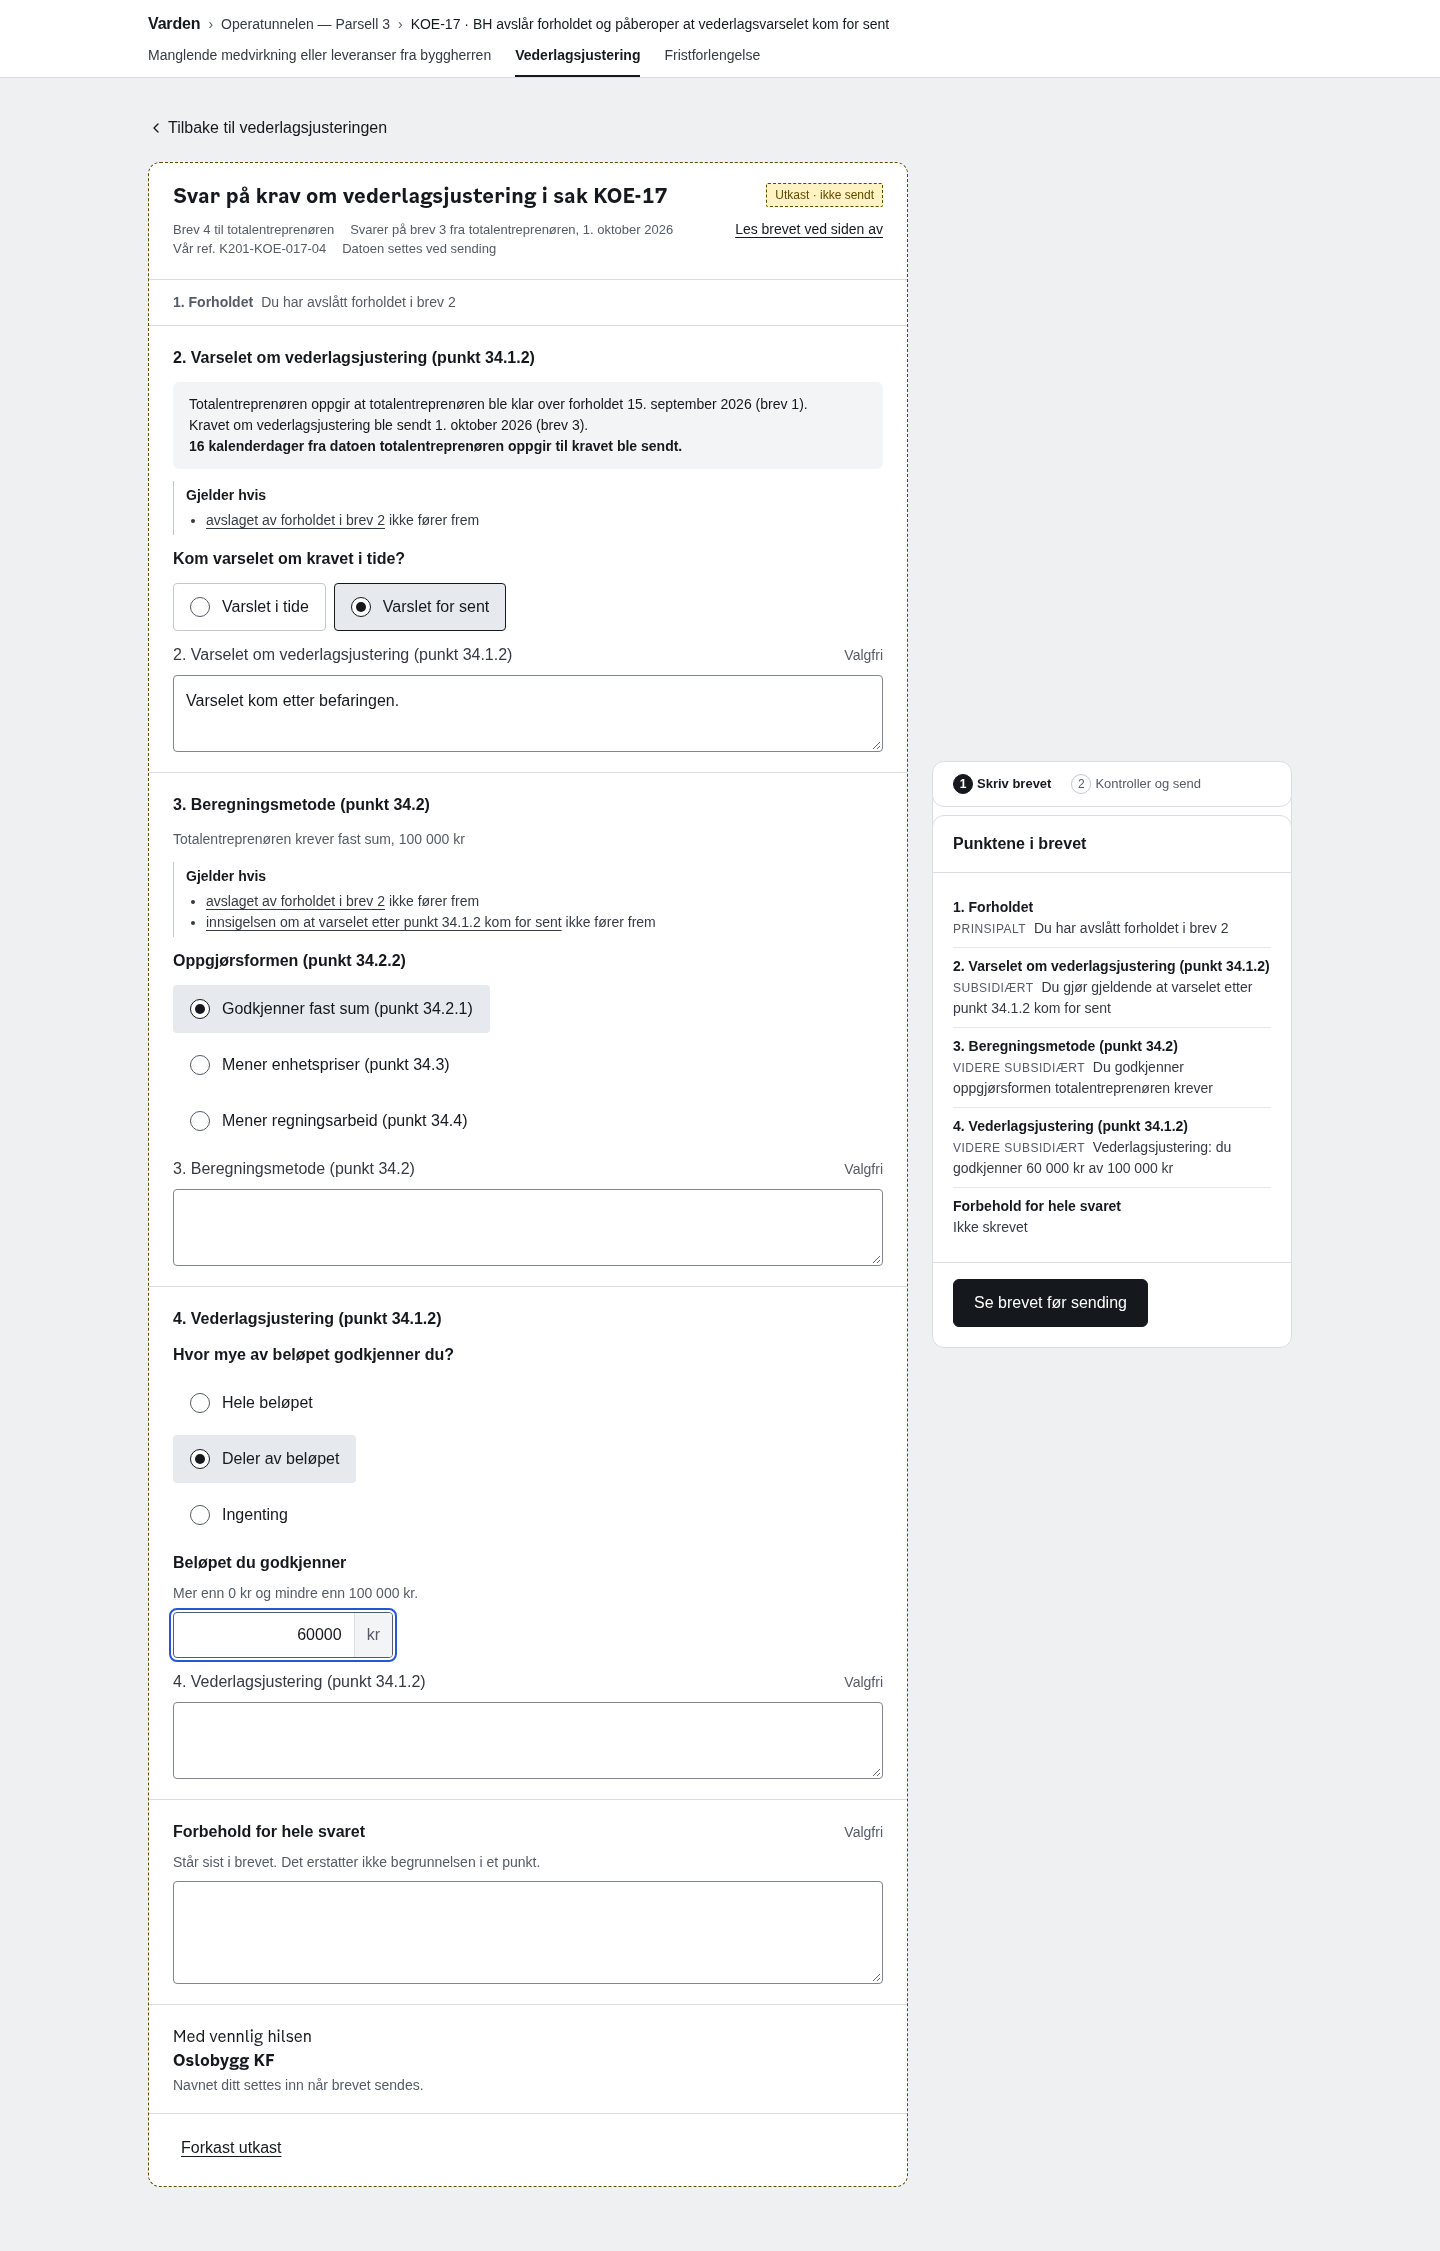 Varden › Operatunnelen — Parsell 3 › KOE-17 · BH avslår forholdet og påberoper at vederlagsvarselet kom for sent
Manglende medvirkning eller leveranser fra byggherren Vederlagsjustering Fristforlengelse
Tilbake til vederlagsjusteringen
Svar på krav om vederlagsjustering i sak KOE-17
Utkast · ikke sendt
Brev 4 til totalentreprenøren Svarer på brev 3 fra totalentreprenøren, 1. oktober 2026
Les brevet ved siden av
Vår ref. K201-KOE-017-04 Datoen settes ved sending
1. Forholdet Du har avslått forholdet i brev 2
2. Varselet om vederlagsjustering (punkt 34.1.2)
Totalentreprenøren oppgir at totalentreprenøren ble klar over forholdet 15. september 2026 (brev 1).
Kravet om vederlagsjustering ble sendt 1. oktober 2026 (brev 3).
16 kalenderdager fra datoen totalentreprenøren oppgir til kravet ble sendt.
Gjelder hvis
• avslaget av forholdet i brev 2 ikke fører frem
Kom varselet om kravet i tide?
Varslet i tide Varslet for sent
2. Varselet om vederlagsjustering (punkt 34.1.2) Valgfri
Varselet kom etter befaringen.
3. Beregningsmetode (punkt 34.2)
Totalentreprenøren krever fast sum, 100 000 kr
Gjelder hvis
• avslaget av forholdet i brev 2 ikke fører frem
• innsigelsen om at varselet etter punkt 34.1.2 kom for sent ikke fører frem
Oppgjørsformen (punkt 34.2.2)
Godkjenner fast sum (punkt 34.2.1)
Mener enhetspriser (punkt 34.3)
Mener regningsarbeid (punkt 34.4)
3. Beregningsmetode (punkt 34.2) Valgfri
4. Vederlagsjustering (punkt 34.1.2)
Hvor mye av beløpet godkjenner du?
Hele beløpet
Deler av beløpet
Ingenting
Beløpet du godkjenner
Mer enn 0 kr og mindre enn 100 000 kr.
60000 kr
4. Vederlagsjustering (punkt 34.1.2) Valgfri
Forbehold for hele svaret Valgfri
Står sist i brevet. Det erstatter ikke begrunnelsen i et punkt.
Med vennlig hilsen
Oslobygg KF
Navnet ditt settes inn når brevet sendes.
Forkast utkast
1 Skriv brevet 2 Kontroller og send
Punktene i brevet
1. Forholdet
PRINSIPALT Du har avslått forholdet i brev 2
2. Varselet om vederlagsjustering (punkt 34.1.2)
SUBSIDIÆRT Du gjør gjeldende at varselet etter
punkt 34.1.2 kom for sent
3. Beregningsmetode (punkt 34.2)
VIDERE SUBSIDIÆRT Du godkjenner
oppgjørsformen totalentreprenøren krever
4. Vederlagsjustering (punkt 34.1.2)
VIDERE SUBSIDIÆRT Vederlagsjustering: du
godkjenner 60 000 kr av 100 000 kr
Forbehold for hele svaret
Ikke skrevet
Se brevet før sending